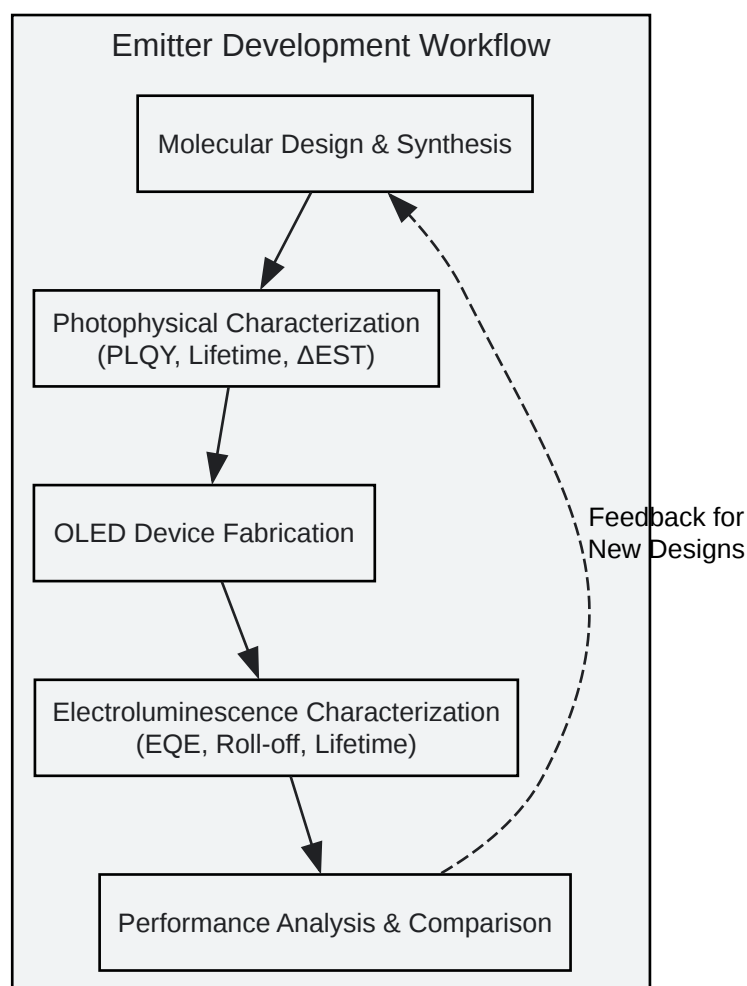 Emitter Development Workflow
Molecular Design & Synthesis
Photophysical Characterization
(PLQY, Lifetime, ΔEST)
OLED Device Fabrication
Feedback for
New Designs
Electroluminescence Characterization
(EQE, Roll-off, Lifetime)
Performance Analysis & Comparison